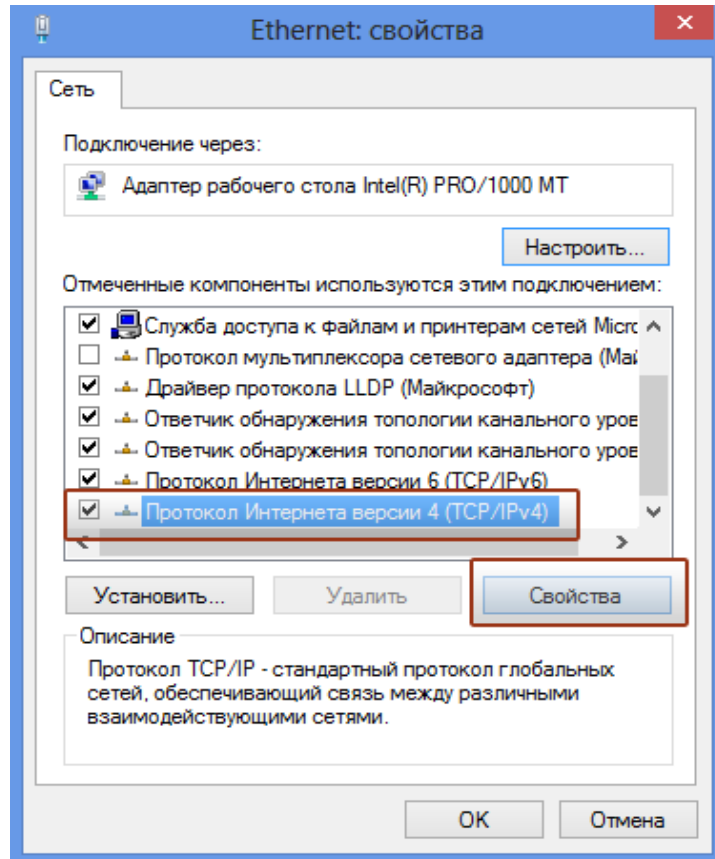 Ethernet: свойства
Сеть
Подключение через:
Адаптер рабочего стола Intel(R) PRO/1000 MT
Настроить...
Отмеченные компоненты используются этим подключением:
Служба доступа к файлам и принтерам сетей Micrc
Протокол мультиплексора сетевого адаптера (Май
Драйвер протокола LLDP (Майкрософт)
Ответчик обнаружения топологии канального уров
Ответчик обнаружения топологии канального уров
Протокол Интернета версии 6 (TCP/IPv6)
Протокол Интернета версии 4 (TCP/IPv4)
Установить...
Удалить
Свойства
Описание
Протокол TCP/IP - стандартный протокол глобальных
сетей, обеспечивающий связь между различными
взаимодействующими сетями.
OK
Отмена